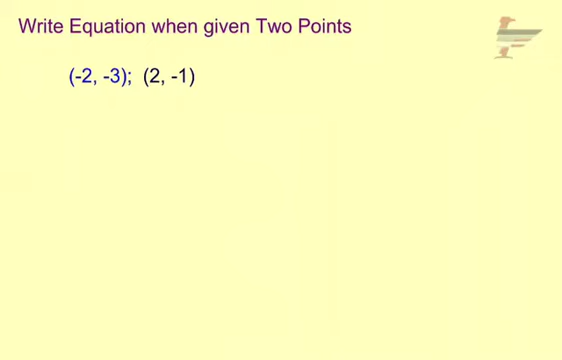 Write Equation when given Two Points
(-2, -3);  (2, -1)